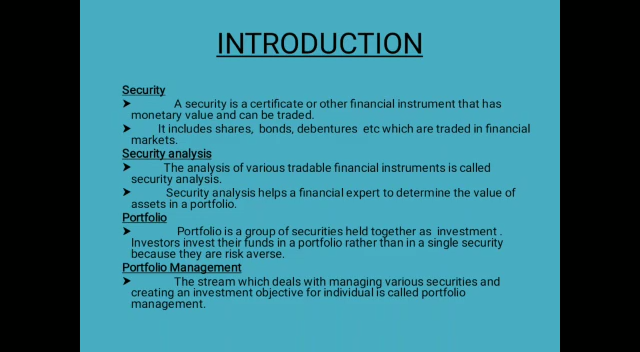 INTRODUCTION
Security
➤ A security is a certificate or other financial instrument that has
monetary value and can be traded.
➤ It includes shares, bonds, debentures etc which are traded in financial
markets.
Security analysis
➤ The analysis of various tradable financial instruments is called
security analysis.
➤ Security analysis helps a financial expert to determine the value of
assets in a portfolio.
Portfolio
➤ Portfolio is a group of securities held together as investment .
Investors invest their funds in a portfolio rather than in a single security
because they are risk averse.
Portfolio Management
➤ The stream which deals with managing various securities and
creating an investment objective for individual is called portfolio
management.